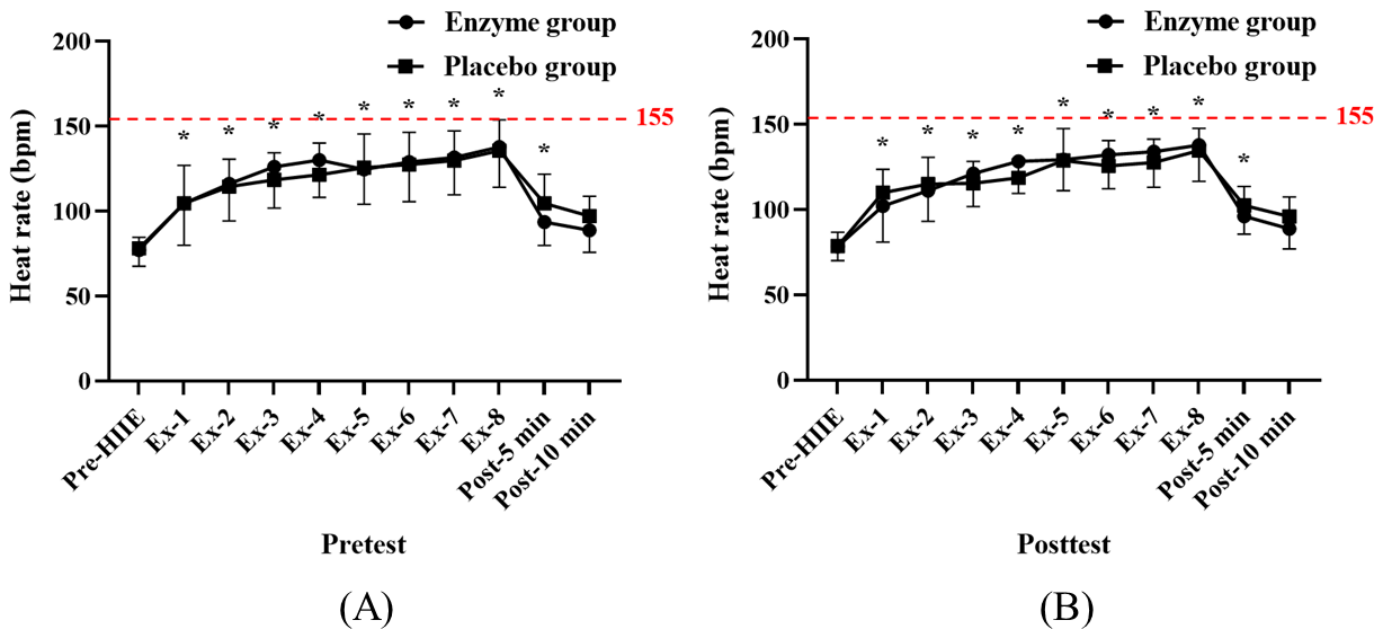 Enzyme group
Placebo group
200
150
100
50
0
Heat rate (bpm)
* * * * * * * * *
155
Pre-HIIE
Ex-1
Ex-2
Ex-3
Ex-4
Ex-5
Ex-6
Ex-7
Ex-8
Post-5 min
Post-10 min
Pretest
(A)
Enzyme group
Placebo group
200
150
100
50
0
Heat rate (bpm)
* * * * * * * * *
155
Pre-HIIE
Ex-1
Ex-2
Ex-3
Ex-4
Ex-5
Ex-6
Ex-7
Ex-8
Post-5 min
Post-10 min
Posttest
(B)